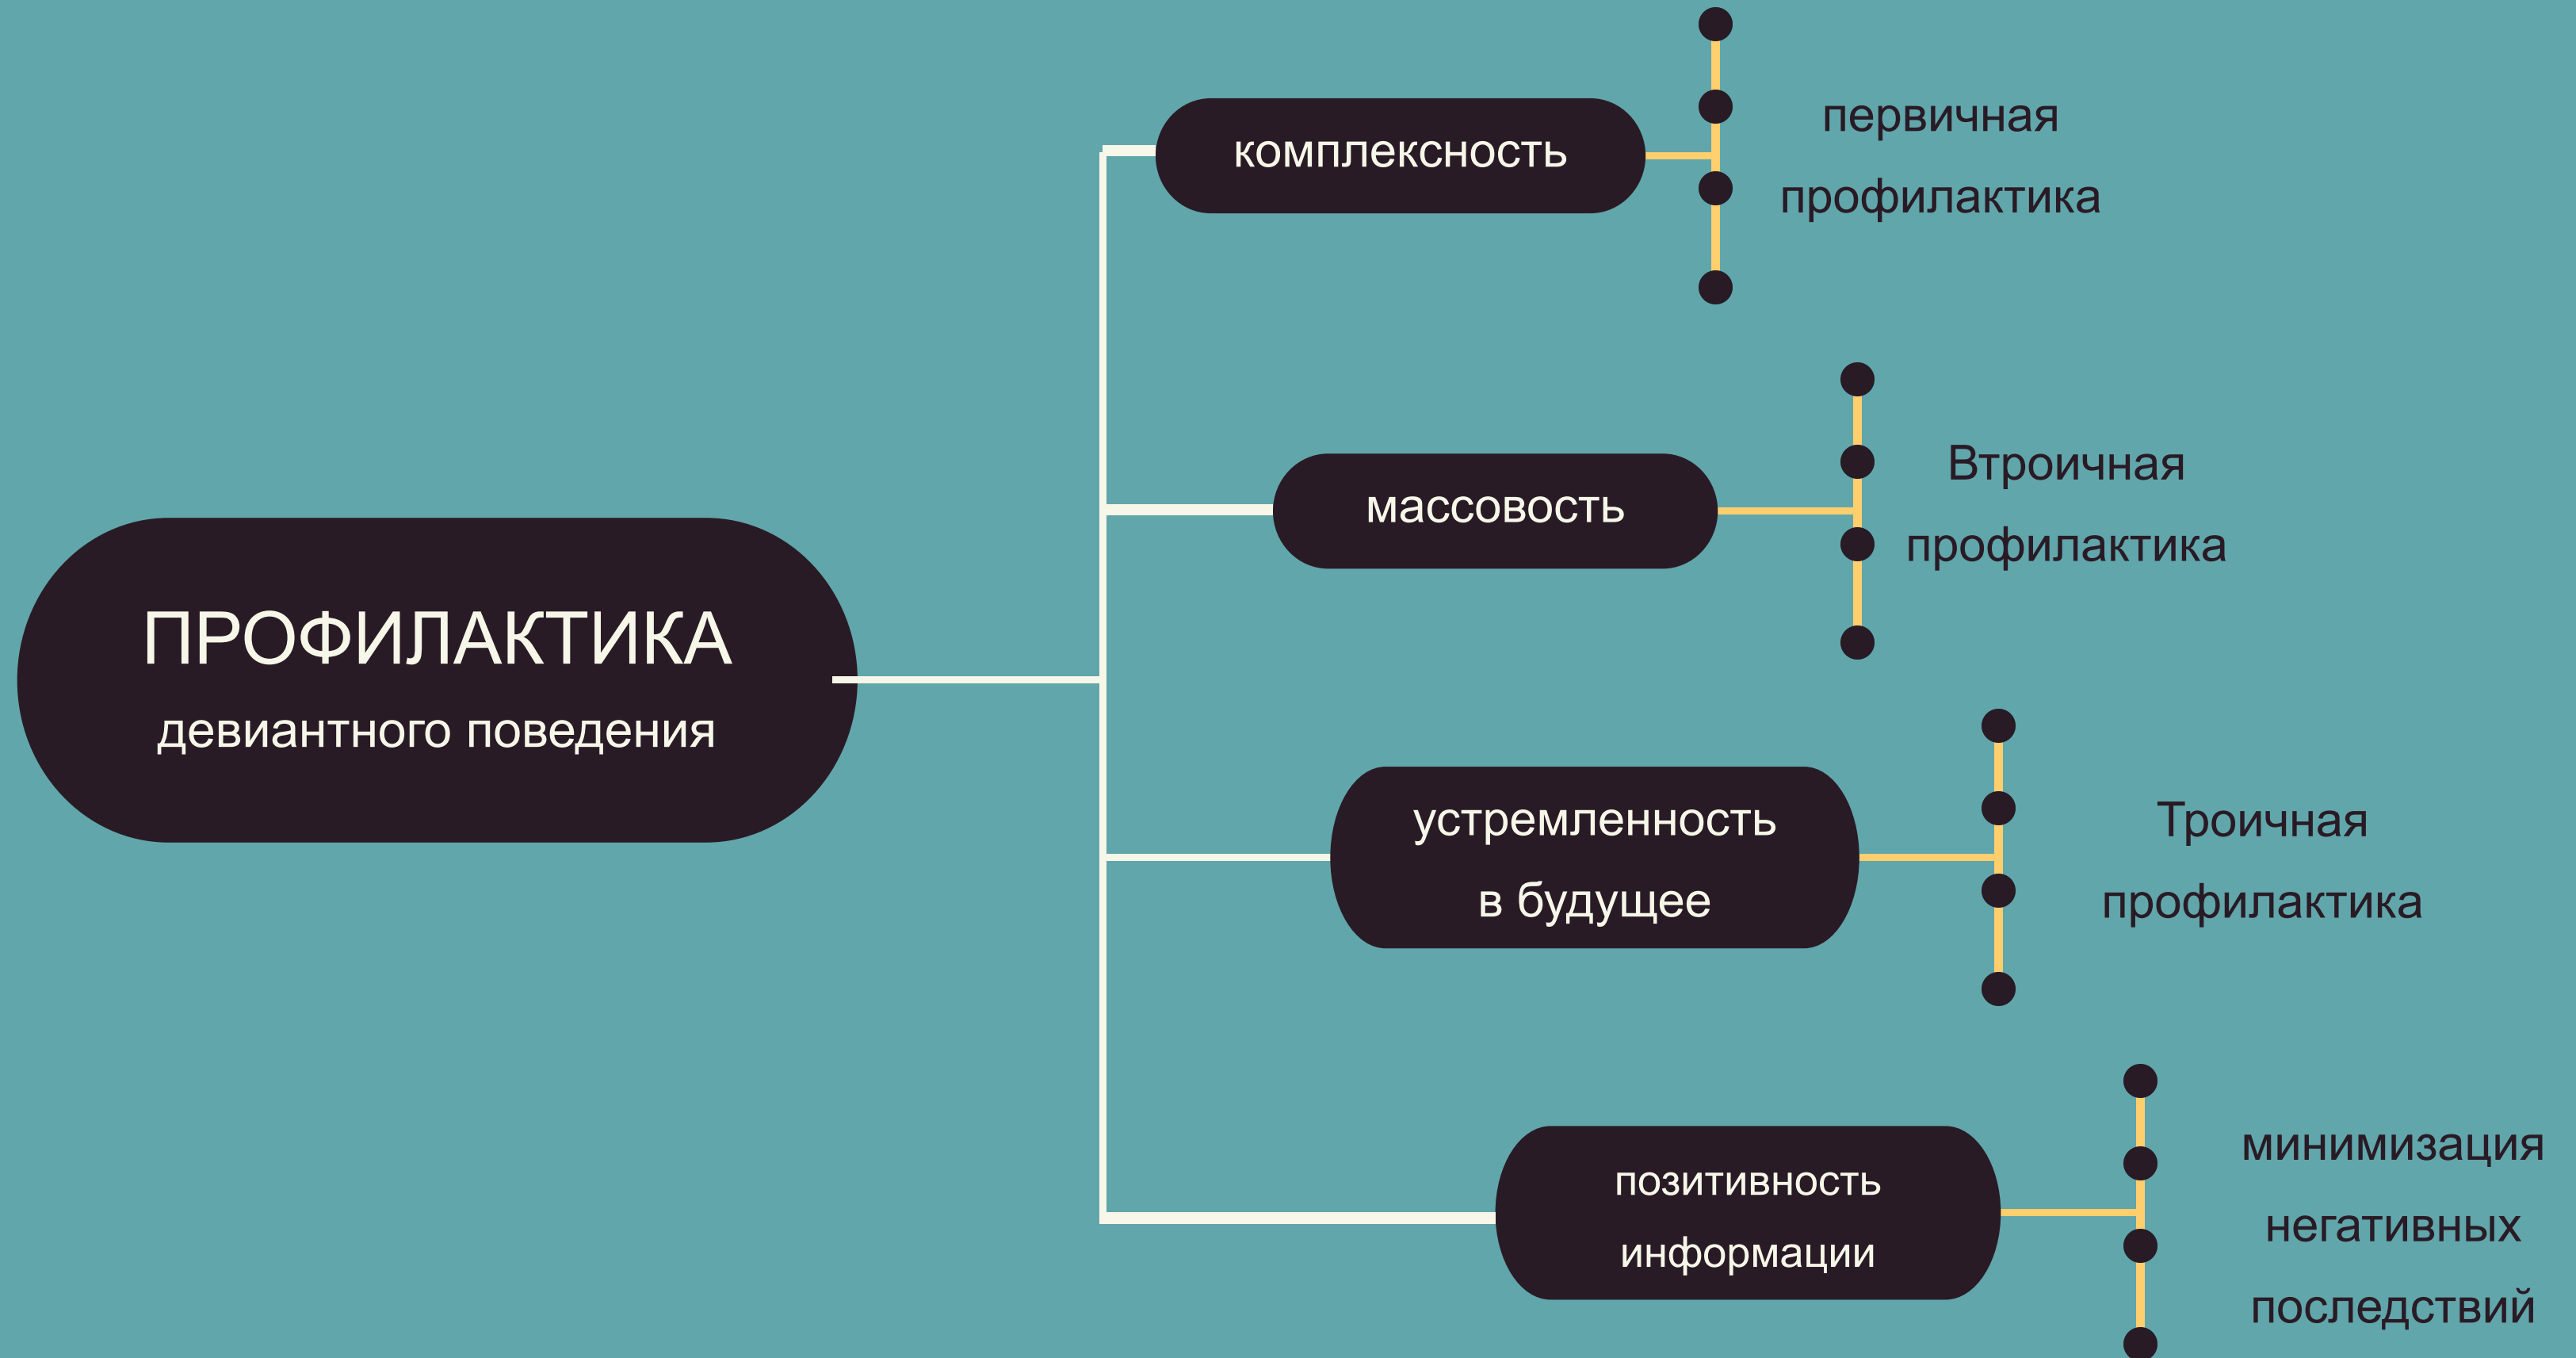 ПРОФИЛАКТИКА
девиантного поведения
комплексность
первичная
профилактика
массовость
Втроичная
профилактика
устремленность
в будущее
Троичная
профилактика
позитивность
информации
минимизация
негативных
последствий